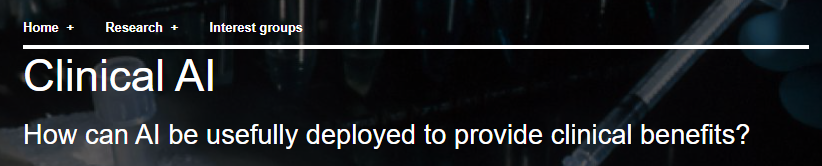 Home + Research + Interest groups
Clinical AI
How can AI be usefully deployed to provide clinical benefits?